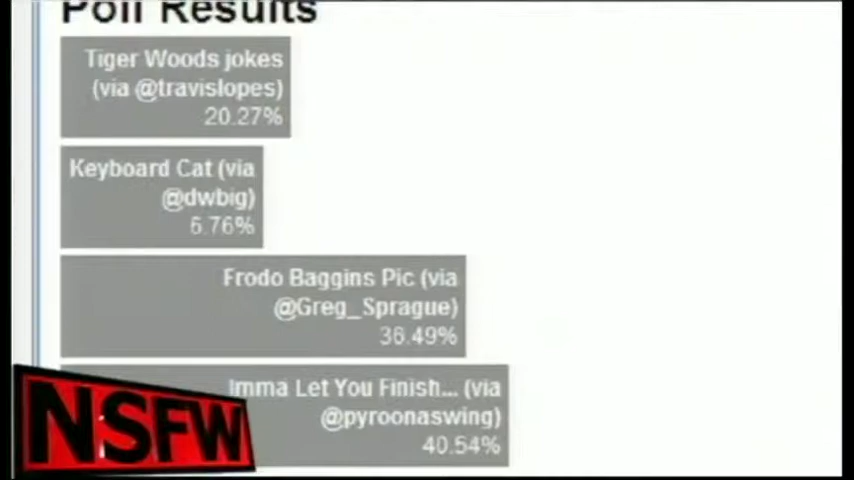 Poll Results
Tiger Woods jokes
(via @travislopes)
20.27%
Keyboard Cat (via
@dwbig)
6.76%
Frodo Baggins Pic (via
@Greg_Sprague)
36.49%
Imma Let You Finish... (via
@pyroonaswing)
40.54%
NSFW